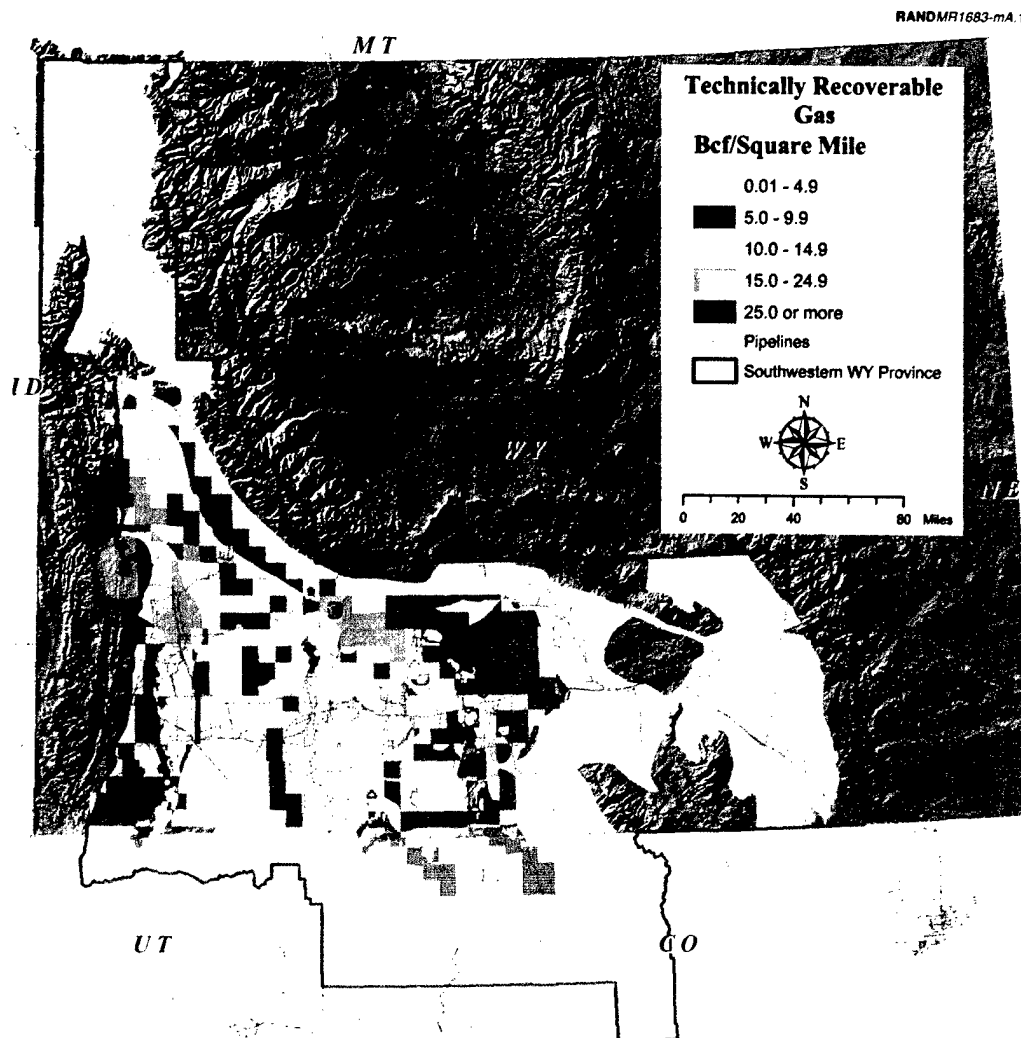 RANDMR1683-mA.1
MT
Technically Recoverable
Gas
Bcf/Square Mile
0.01 - 4.9
5.0 - 9.9
10.0 - 14.9
15.0 - 24.9
25.0 or more
Pipelines
Southwestern WY Province
N
W E
S
0 20 40 80 Miles
ID
WY
NE
UT
CO